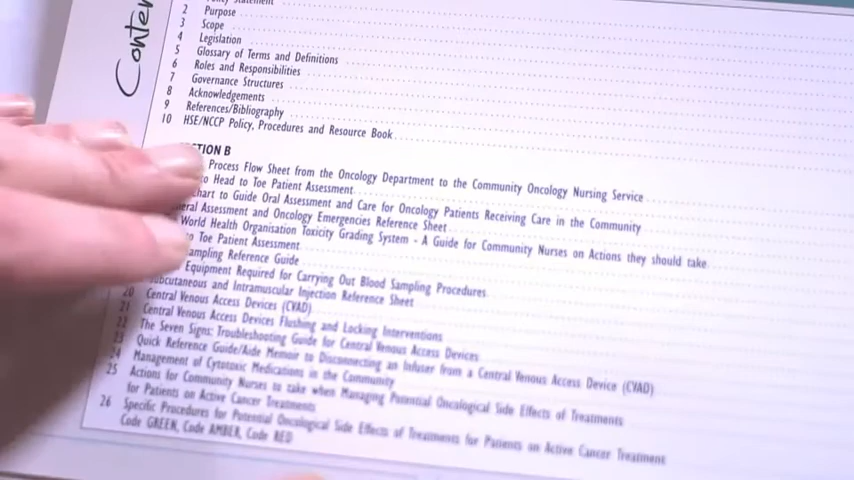 Conten
Statement
2 Purpose
3 Scope
4 Legislation
5 Glossary of Terms and Definitions
6 Roles and Responsibilities
7 Governance Structures
8 Acknowledgements
9 References/Bibliography
10 HSE/NCCP Policy, Procedures and Resource Book
TION B
Process Flow Sheet from the Oncology Department to the Community Oncology Nursing Service
to Head to Toe Patient Assessment
hart to Guide Oral Assessment and Care for Oncology Patients Receiving Care in the Community
eral Assessment and Oncology Emergencies Reference Sheet
World Health Organisation Toxicity Grading System - A Guide for Community Nurses on Actions they should take
to Toe Patient Assessment
ampling Reference Guide
Equipment Required for Carrying Out Blood Sampling Procedures
ubcutaneous and Intramuscular Injection Reference Sheet
20 Central Venous Access Devices (CVAD)
21 Central Venous Access Devices Flushing and Locking Interventions
22 The Seven Signs: Troubleshooting Guide for Central Venous Access Devices
23 Quick Reference Guide/Aide Memoir to Disconnecting an Infuser from a Central Venous Access Device (CVAD)
24 Management of Cytotoxic Medications in the Community
25 Actions for Community Nurses to take when Managing Potential Oncological Side Effects of Treatments
for Patients on Active Cancer Treatments
26 Specific Procedures for Potential Oncological Side Effects of Treatments for Patients on Active Cancer Treatment
Code GREEN, Code AMBER, Code RED